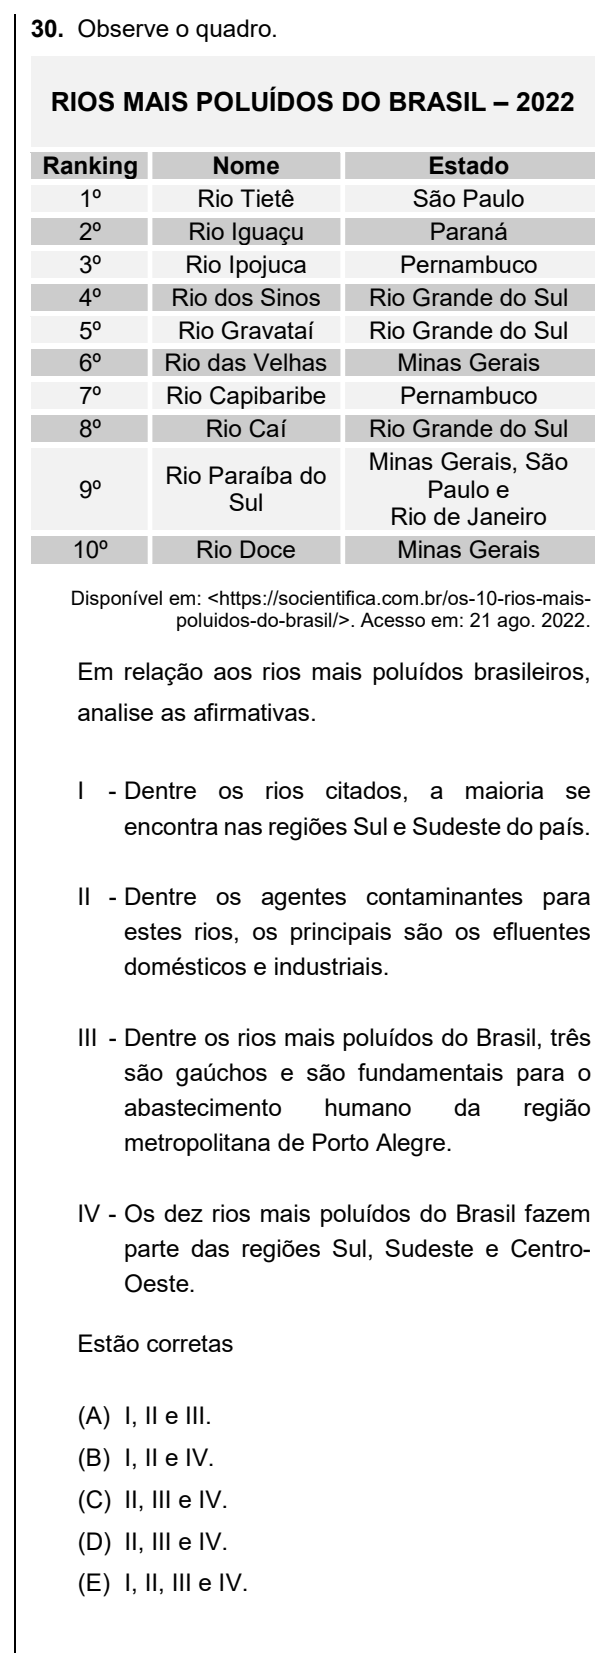 30. Observe o quadro.
RIOS MAIS POLUÍDOS DO BRASIL – 2022
Ranking Nome Estado
1º Rio Tietê São Paulo
2º Rio Iguaçu Paraná
3º Rio Ipojuca Pernambuco
4º Rio dos Sinos Rio Grande do Sul
5º Rio Gravataí Rio Grande do Sul
6º Rio das Velhas Minas Gerais
7º Rio Capibaribe Pernambuco
8º Rio Caí Rio Grande do Sul
9º Rio Paraíba do
Sul
Minas Gerais, São
Paulo e
Rio de Janeiro
10º Rio Doce Minas Gerais
Disponível em: <https://socientifica.com.br/os-10-rios-mais-
poluidos-do-brasil/>. Acesso em: 21 ago. 2022.
Em relação aos rios mais poluídos brasileiros,
analise as afirmativas.
I - Dentre os rios citados, a maioria se
encontra nas regiões Sul e Sudeste do país.
II - Dentre os agentes contaminantes para
estes rios, os principais são os efluentes
domésticos e industriais.
III - Dentre os rios mais poluídos do Brasil, três
são gaúchos e são fundamentais para o
abastecimento humano da região
metropolitana de Porto Alegre.
IV - Os dez rios mais poluídos do Brasil fazem
parte das regiões Sul, Sudeste e Centro-
Oeste.
Estão corretas
(A) I, II e III.
(B) I, II e IV.
(C) II, III e IV.
(D) II, III e IV.
(E) I, II, III e IV.